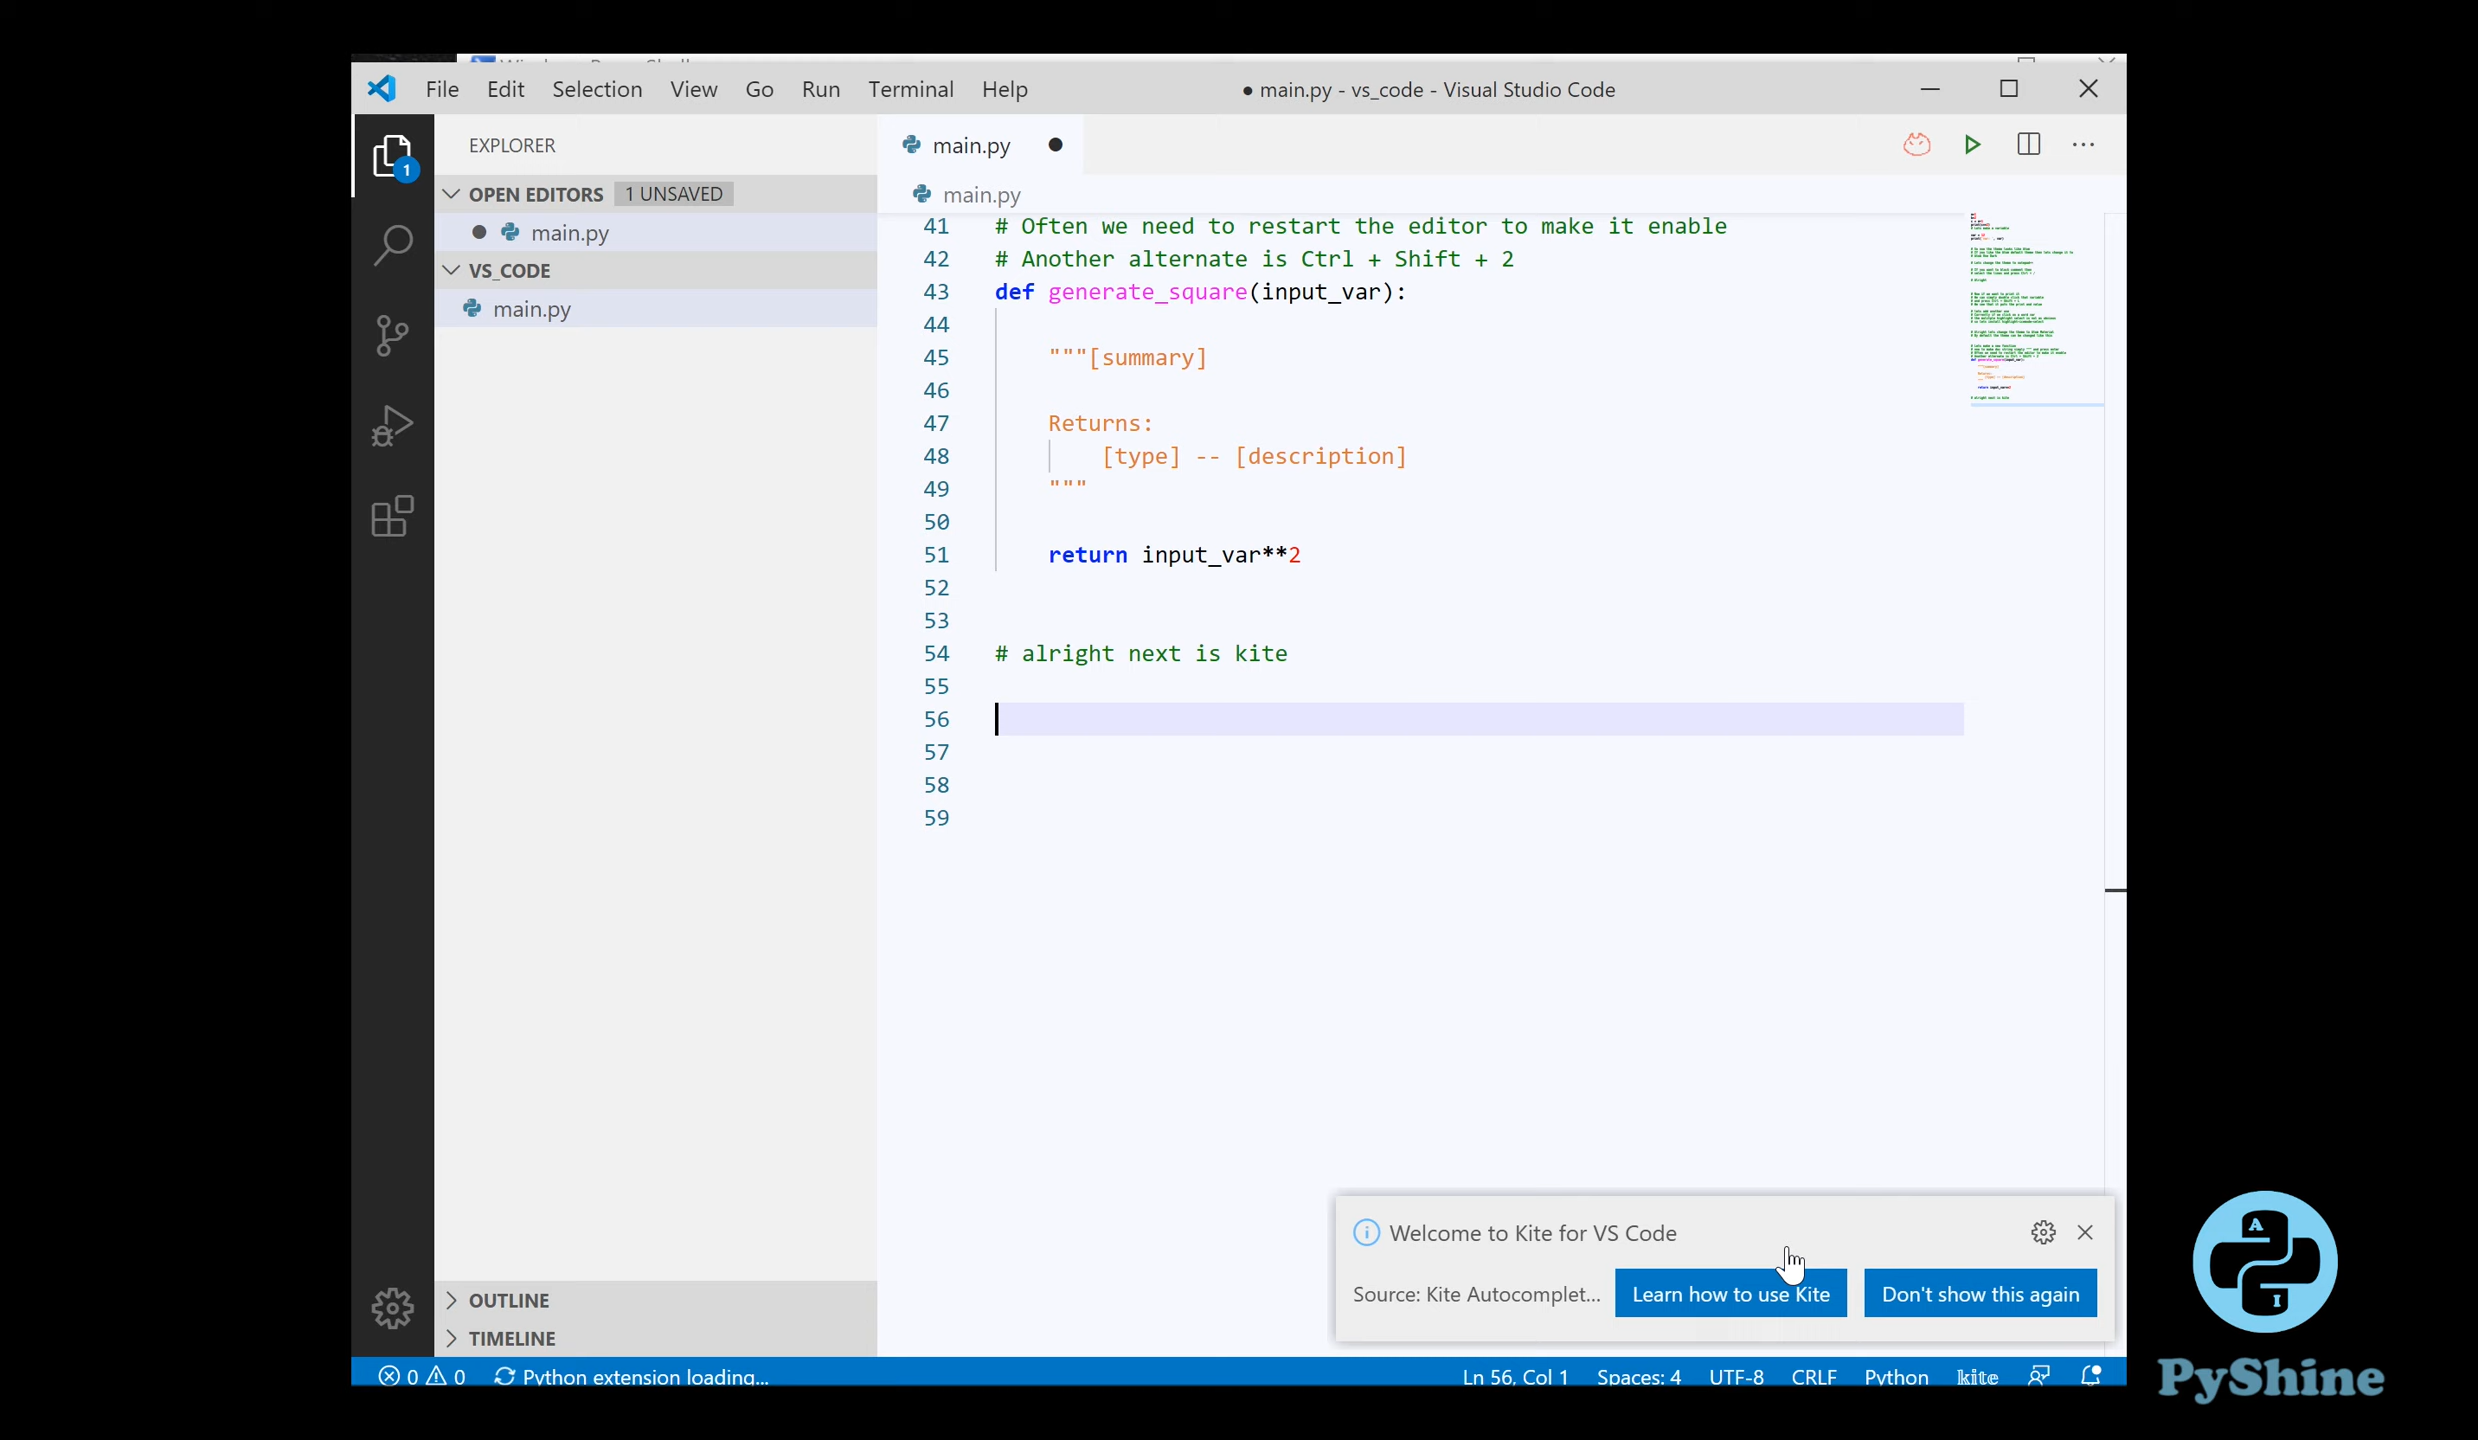 File Edit Selection View Go Run Terminal Help
● main.py - vs_code - Visual Studio Code
1
EXPLORER
OPEN EDITORS 1 UNSAVED
main.py
VS_CODE
main.py
OUTLINE
TIMELINE
main.py
main.py
41 # Often we need to restart the editor to make it enable
42 # Another alternate is Ctrl + Shift + 2
43 def generate_square(input_var):
44
45 """[summary]
46
47 Returns:
48 [type] -- [description]
49 """
50
51 return input_var**2
52
53
54 # alright next is kite
55
56
57
58
59
Welcome to Kite for VS Code
Source: Kite Autocomplet... Learn how to use Kite Don't show this again
0 0 Python extension loading... Ln 56, Col 1 Spaces: 4 UTF-8 CRLF Python kite
A
I
PyShine